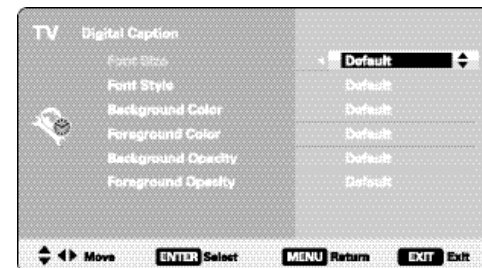 TV Digital Caption
Font Size Default
Font Style Default
Background Color Default
Foreground Color Default
Background Opacity Default
Foreground Opacity Default
Move ENTER Select MENU Return EXIT Exit